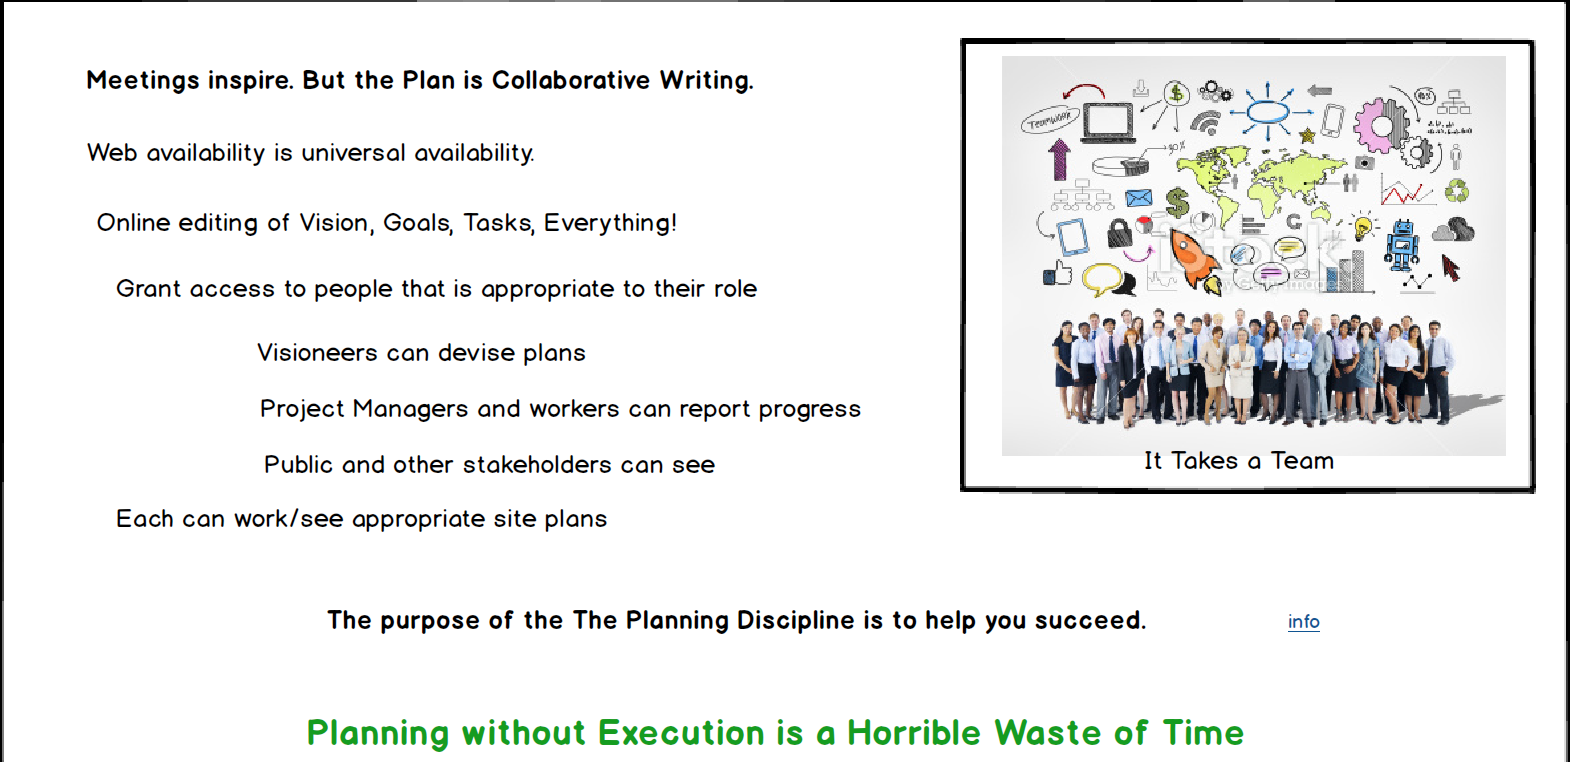 Meetings inspire. But the Plan is Collaborative Writing.
Web availability is universal availability.
Online editing of Vision, Goals, Tasks, Everything!
Grant access to people that is appropriate to their role
Visioneers can devise plans
Project Managers and workers can report progress
Public and other stakeholders can see
Each can work/see appropriate site plans
Teamwork
$
90%
$
iStock
by Getty Images
It Takes a Team
The purpose of the The Planning Discipline is to help you succeed.
info
Planning without Execution is a Horrible Waste of Time